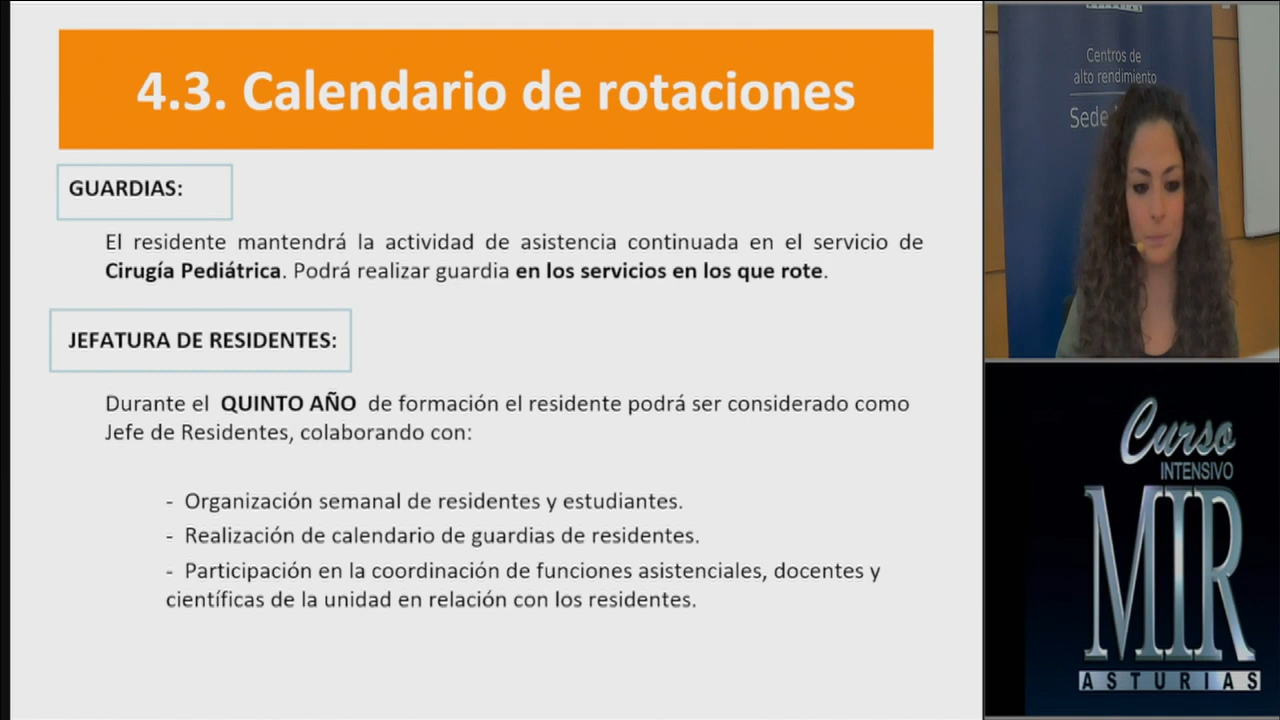 4.3. Calendario de rotaciones
GUARDIAS:
El residente mantendrá la actividad de asistencia continuada en el servicio de
Cirugía Pediátrica. Podrá realizar guardia en los servicios en los que rote.
JEFATURA DE RESIDENTES:
Durante el QUINTO AÑO de formación el residente podrá ser considerado como
Jefe de Residentes, colaborando con:
- Organización semanal de residentes y estudiantes.
- Realización de calendario de guardias de residentes.
- Participación en la coordinación de funciones asistenciales, docentes y
científicas de la unidad en relación con los residentes.
Centros de
alto rendimiento
Sede
Curso
INTENSIVO
MIR
ASTURIAS